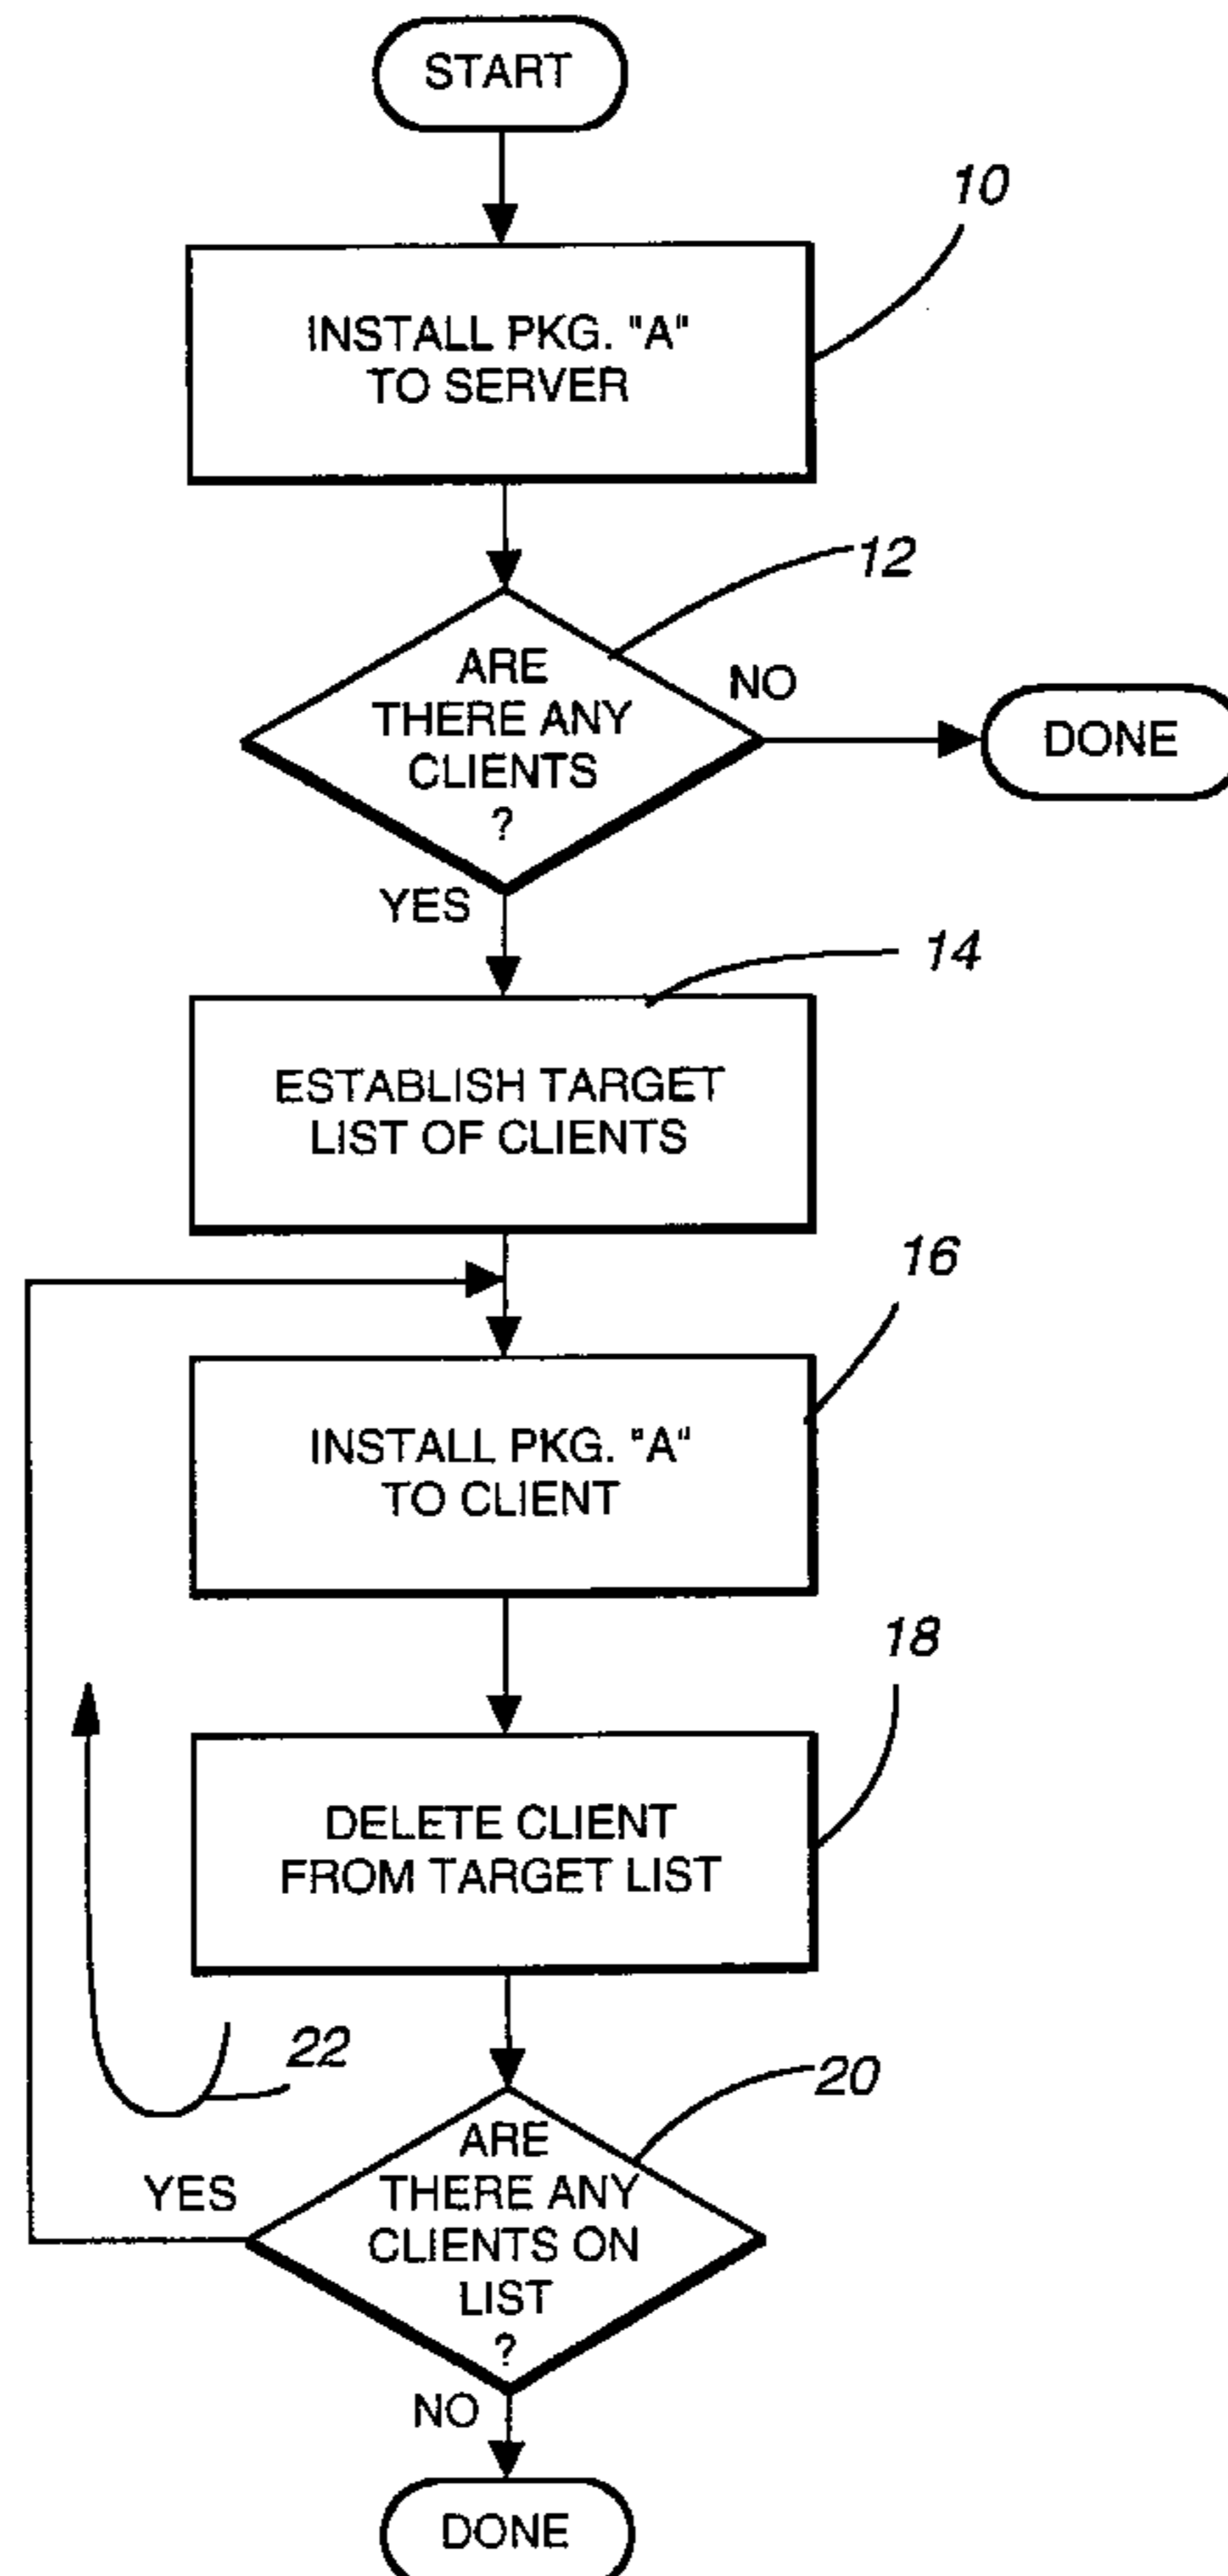 START
10
INSTALL PKG. "A"
TO SERVER
12
ARE
THERE ANY
CLIENTS
?
NO
DONE
YES
14
ESTABLISH TARGET
LIST OF CLIENTS
16
INSTALL PKG. "A"
TO CLIENT
18
DELETE CLIENT
FROM TARGET LIST
22
20
ARE
THERE ANY
CLIENTS ON
LIST
?
YES
NO
DONE